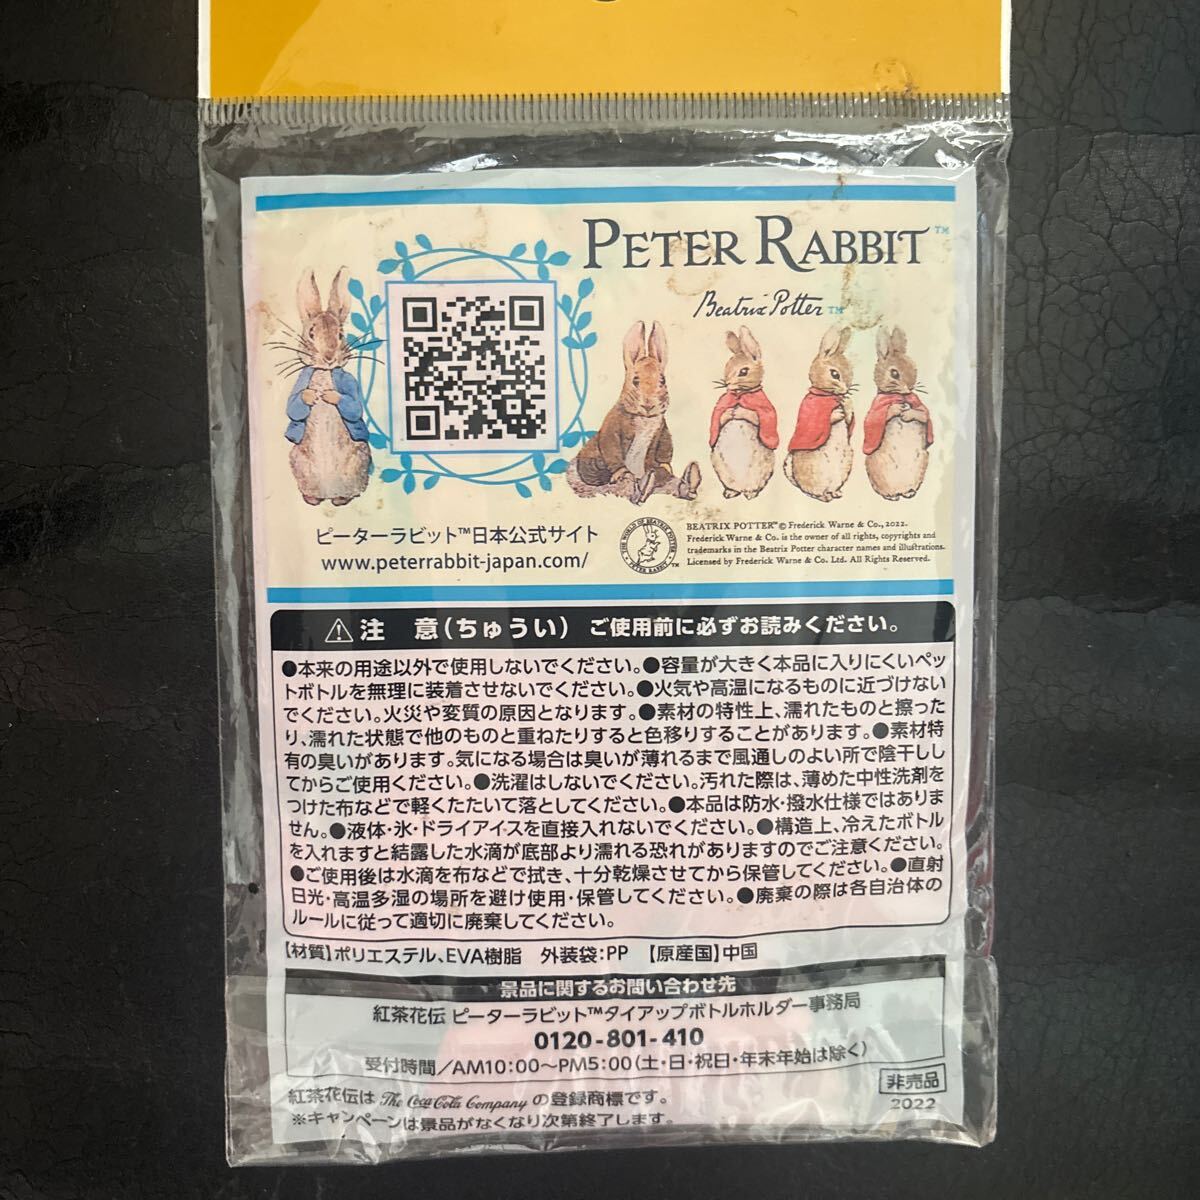 PETER RABBIT™
Beatrix Potter™
ピーターラビット™日本公式サイト
www.peterrabbit-japan.com/
THE WORLD OF BEATRIX POTTER
PETER RABBIT ™
BEATRIX POTTER™ © Frederick Warne & Co., 2022.
Frederick Warne & Co. is the owner of all rights, copyrights and
trademarks in the Beatrix Potter character names and illustrations.
Licensed by Frederick Warne & Co. Ltd. All Rights Reserved.
⚠注 意(ちゅうい) ご使用前に必ずお読みください。
●本来の用途以外で使用しないでください。●容量が大きく本品に入りにくいペッ
トボトルを無理に装着させないでください。●火気や高温になるものに近づけない
でください。火災や変質の原因となります。●素材の特性上、濡れたものと擦った
り、濡れた状態で他のものと重ねたりすると色移りすることがあります。●素材特
有の臭いがあります。気になる場合は臭いが薄れるまで風通しのよい所で陰干しし
てからご使用ください。●洗濯はしないでください。汚れた際は、薄めた中性洗剤を
つけた布などで軽くたたいて落としてください。●本品は防水・撥水仕様ではありま
せん。●液体・氷・ドライアイスを直接入れないでください。●構造上、冷えたボトル
を入れますと結露した水滴が底部より濡れる恐れがありますのでご注意ください。
●ご使用後は水滴を布などで拭き、十分乾燥させてから保管してください。●直射
日光・高温多湿の場所を避け使用・保管してください。●廃棄の際は各自治体の
ルールに従って適切に廃棄してください。
【材質】ポリエステル、EVA樹脂 外装袋:PP 【原産国】中国
景品に関するお問い合わせ先
紅茶花伝 ピーターラビット™タイアップボトルホルダー事務局
0120-801-410
受付時間/AM10:00〜PM5:00(土・日・祝日・年末年始は除く)
紅茶花伝は The Coca-Cola Company の登録商標です。
※キャンペーンは景品がなくなり次第終了します。
非売品
2022